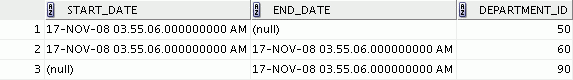 START_DATE END_DATE DEPARTMENT_ID
1 17-NOV-08 03.55.06.000000000 AM (null) 50
2 17-NOV-08 03.55.06.000000000 AM 17-NOV-08 03.55.06.000000000 AM 60
3 (null) 17-NOV-08 03.55.06.000000000 AM 90